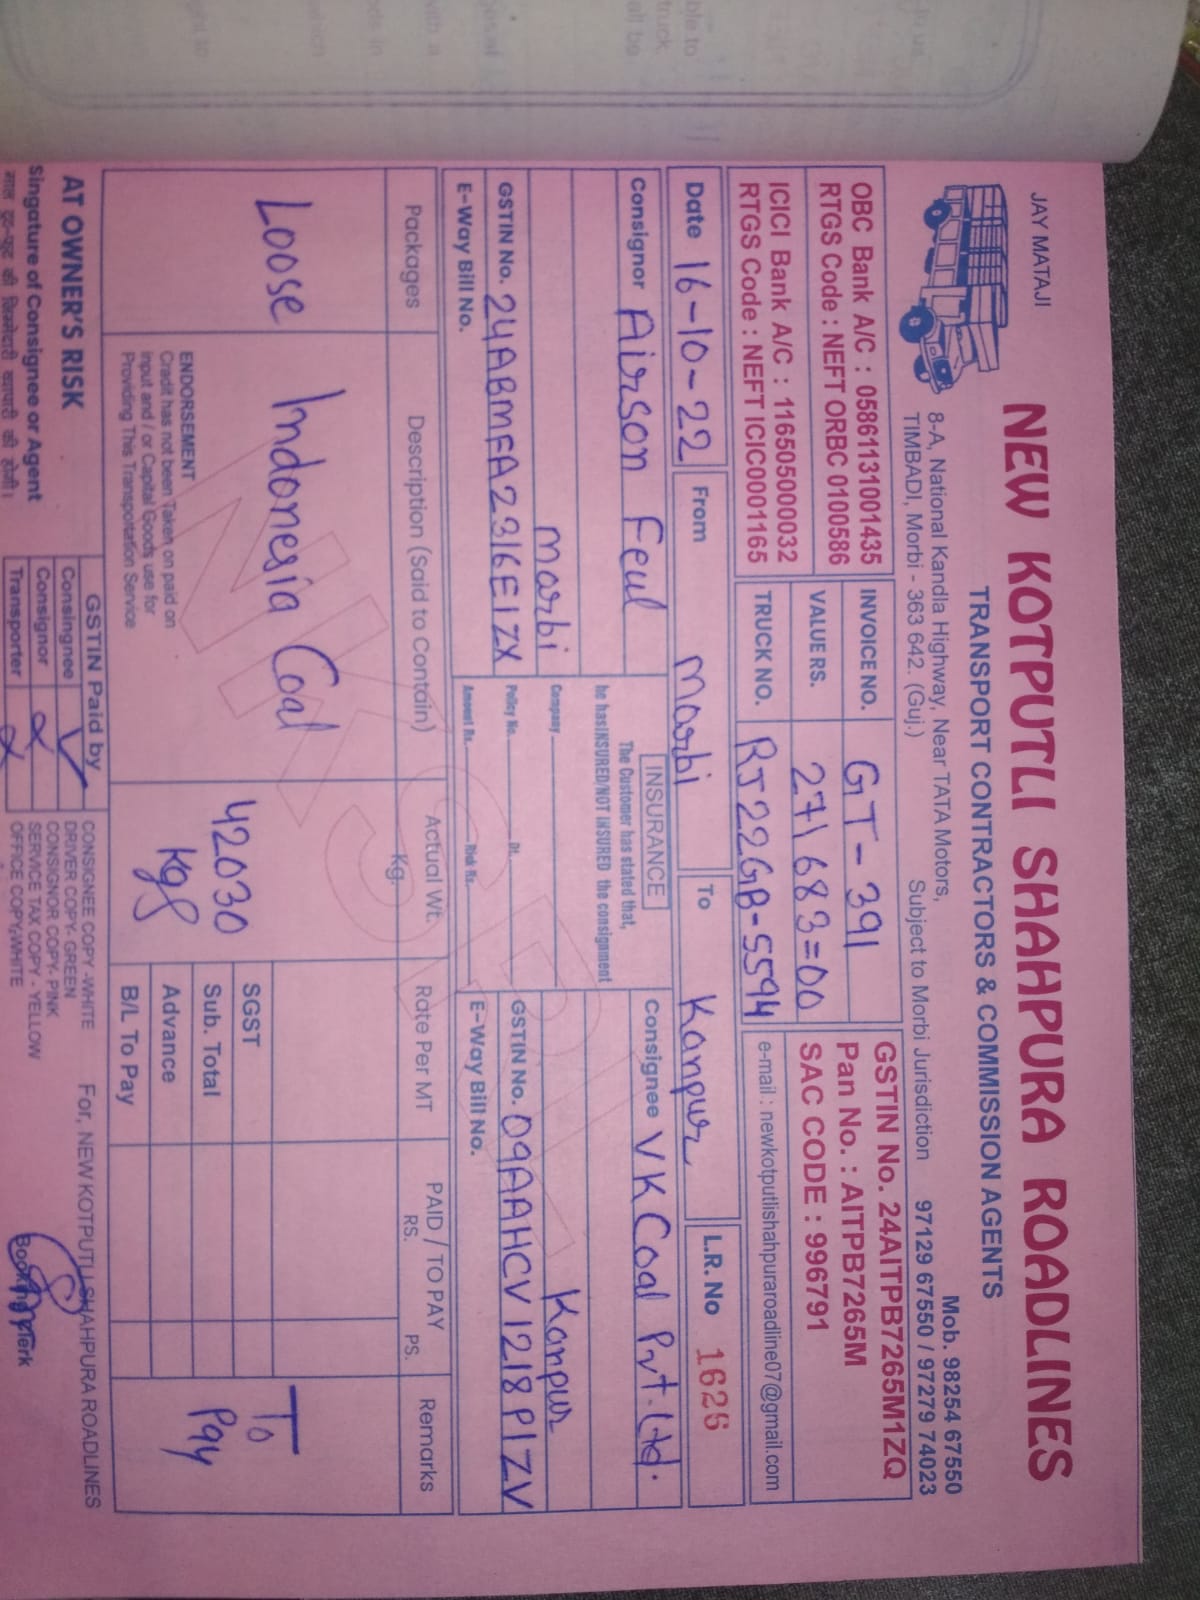 JAY MATAJI
NEW KOTPUTLI SHAHPURA ROADLINES
TRANSPORT CONTRACTORS & COMMISSION AGENTS
8-A, National Kandla Highway, Near TATA Motors,
TIMBADI, Morbi - 363 642. (Guj.)
Subject to Morbi Jurisdiction
Mob. 98254 67550
97129 67550 / 97279 74023
OBC Bank A/C : 05861131001435
RTGS Code : NEFT ORBC 0100586
ICICI Bank A/C : 116505000032
RTGS Code : NEFT ICIC0001165
INVOICE NO. GT-391
VALUE RS. 271683=00
TRUCK NO. RJ22GB-5594
GSTIN No. 24AITPB7265M1ZQ
Pan No. : AITPB7265M
SAC CODE : 996791
e-mail : newkotputlishahpuraroadline07@gmail.com
Date 16-10-22
From Morbi
To Kanpur
L.R. No 1626
Consignor Airson Feul
Morbi
GSTIN No. 24ABMFA2316E1ZX
E-Way Bill No.
INSURANCE
The Customer has stated that,
he hasINSURED/NOT INSURED the consignment
Company
Policy No. Dt.
Amount Rs. Risk Rs.
Consignee VK Coal Pvt. Ltd.
Kanpur
GSTIN No. 09AAHCV1218P1ZV
E-Way Bill No.
Packages
Description (Said to Contain)
Actual Wt.
Kg.
Rate Per MT
PAID / TO PAY
RS. PS.
Remarks
Loose
Indonesia Coal
42030
Kgs
To
Pay
SGST
Sub. Total
Advance
B/L To Pay
ENDORSEMENT
Credit has not been Taken on paid on
input and / or Capital Goods use for
Providing This Transpotation Service
AT OWNER'S RISK
Singature of Consignee or Agent
GSTIN Paid by
Consingnee
Consignor
Transporter
CONSIGNEE COPY -WHITE
DRIVER COPY- GREEN
CONSIGNOR COPY- PINK
SERVICE TAX COPY - YELLOW
OFFICE COPY-WHITE
For, NEW KOTPUTLI SHAHPURA ROADLINES
Booking Clerk